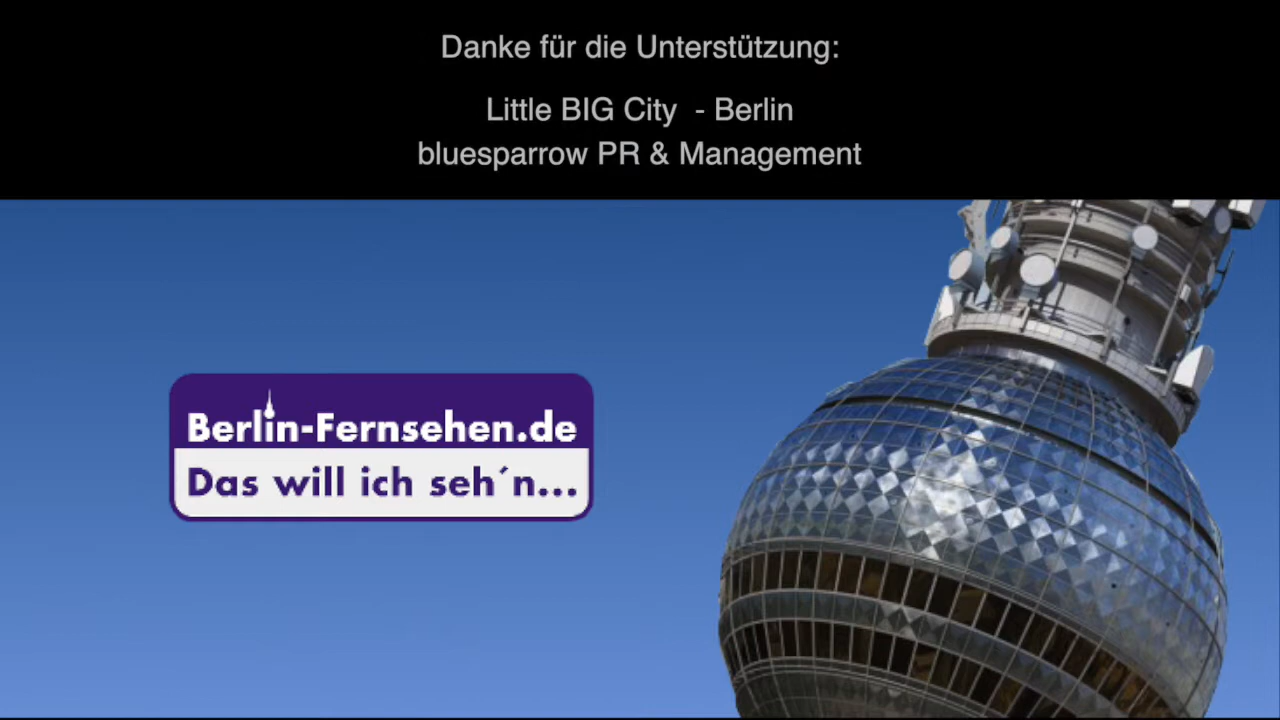 Danke für die Unterstützung:
Little BIG City - Berlin
bluesparrow PR & Management
Berlin-Fernsehen.de
Das will ich seh´n...